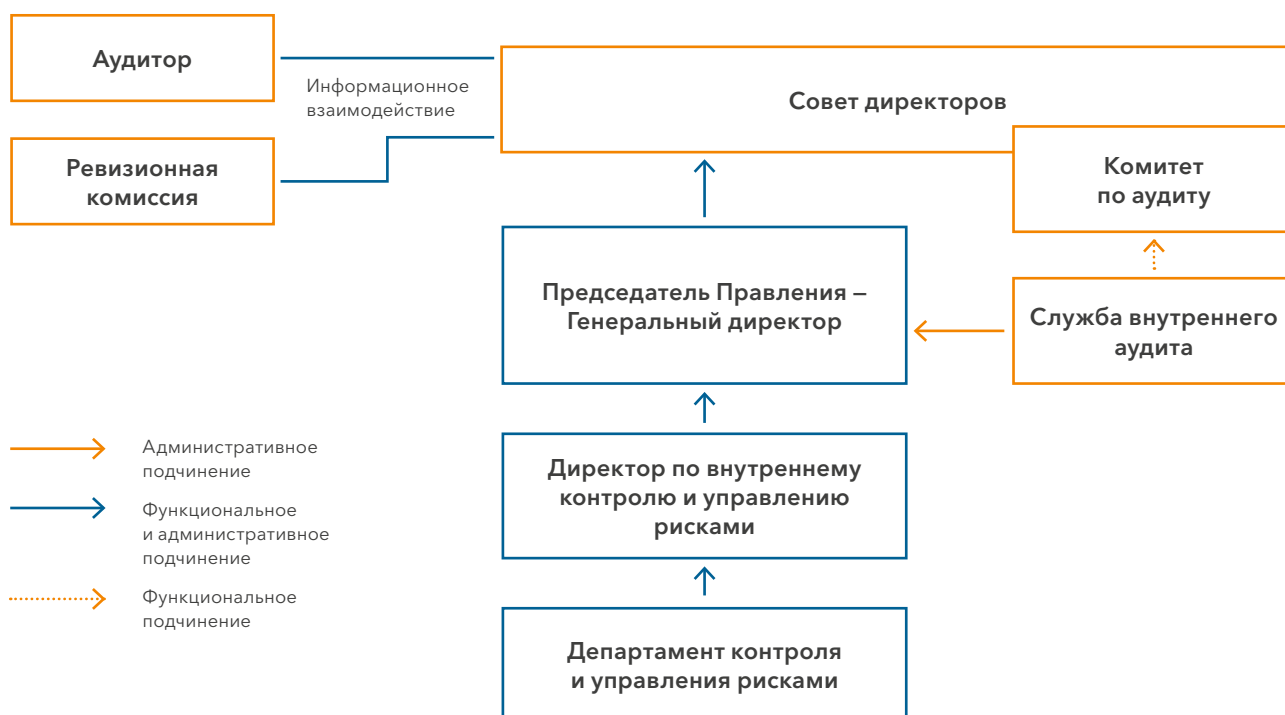 Аудитор
Информационное
взаимодействие
Совет директоров
Ревизионная
комиссия
Комитет
по аудиту
Председатель Правления —
Генеральный директор
Служба внутреннего
аудита
Административное
подчинение
Функциональное
и административное
подчинение
Функциональное
подчинение
Директор по внутреннему
контролю и управлению
рисками
Департамент контроля
и управления рисками